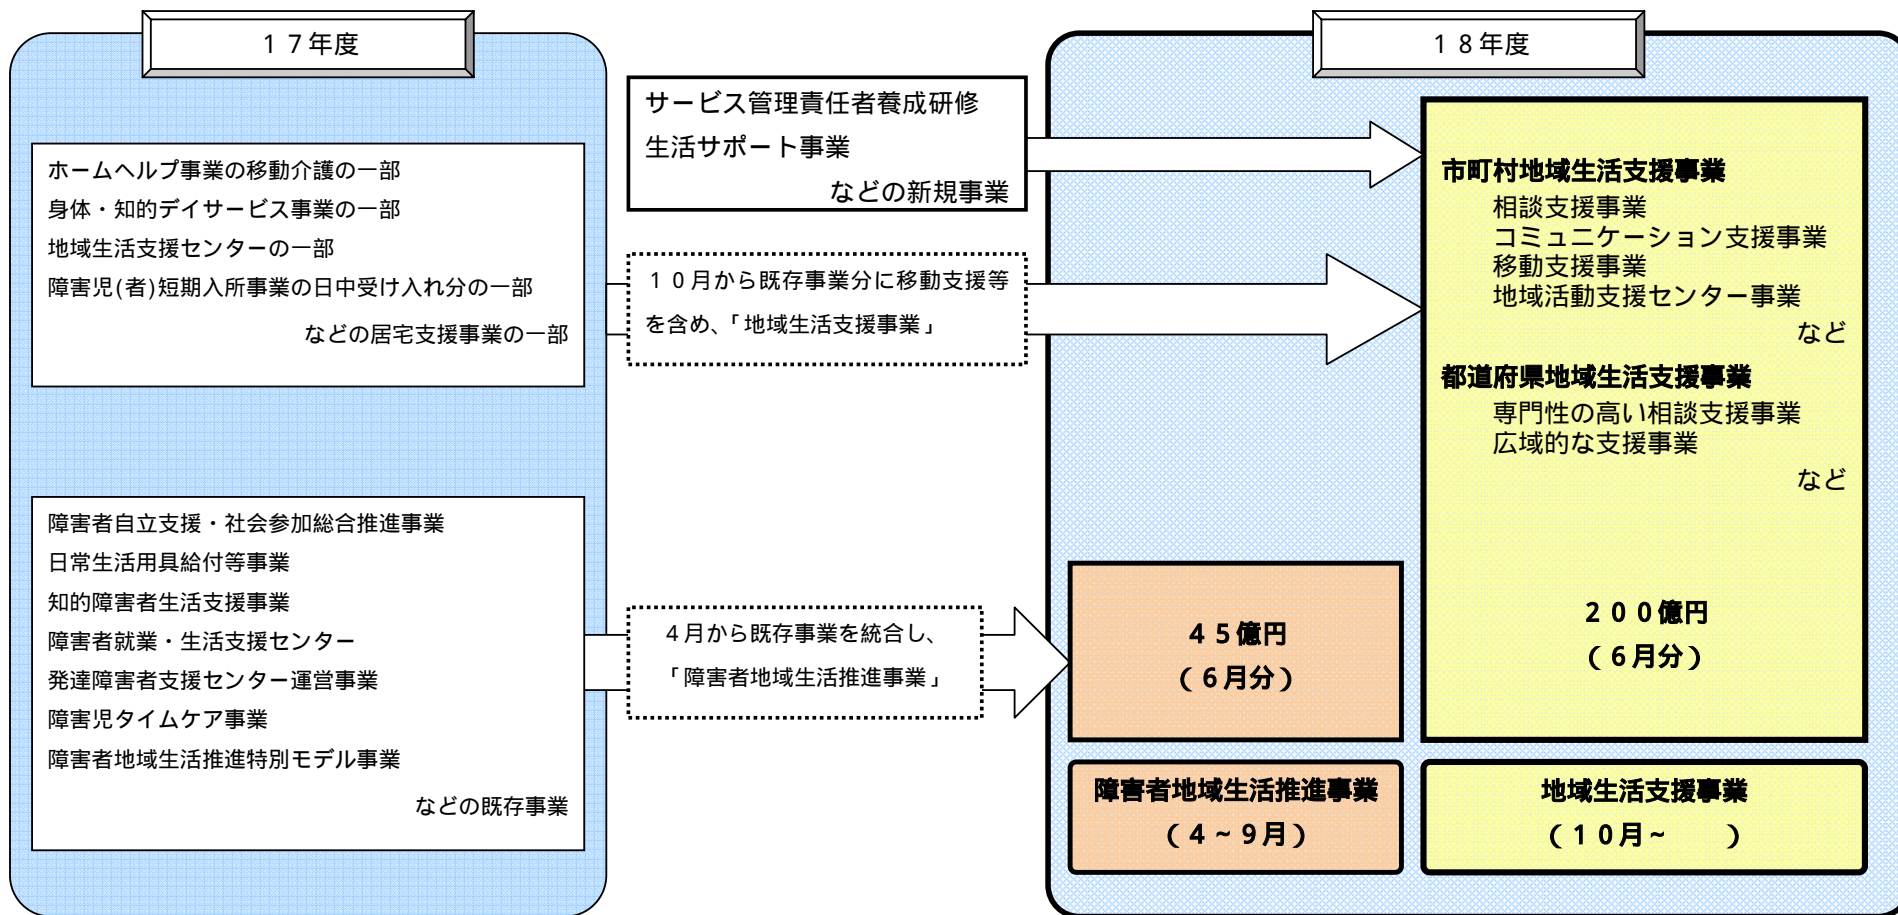 １７年度
ホームヘルプ事業の移動介護の一部
身体・知的デイサービス事業の一部
地域生活支援センターの一部
障害児(者)短期入所事業の日中受け入れ分の一部
などの居宅支援事業の一部
障害者自立支援・社会参加総合推進事業
日常生活用具給付等事業
知的障害者生活支援事業
障害者就業・生活支援センター
発達障害者支援センター運営事業
障害児タイムケア事業
障害者地域生活推進特別モデル事業
などの既存事業
サービス管理責任者養成研修
生活サポート事業
などの新規事業
１０月から既存事業分に移動支援等
を含め、「地域生活支援事業」
４月から既存事業を統合し、
「障害者地域生活推進事業」
１８年度
市町村地域生活支援事業
相談支援事業
コミュニケーション支援事業
移動支援事業
地域活動支援センター事業
など
都道府県地域生活支援事業
専門性の高い相談支援事業
広域的な支援事業
など
２００億円
（６月分）
４５億円
（６月分）
障害者地域生活推進事業
（４~９月）
地域生活支援事業
（１０月~　　）